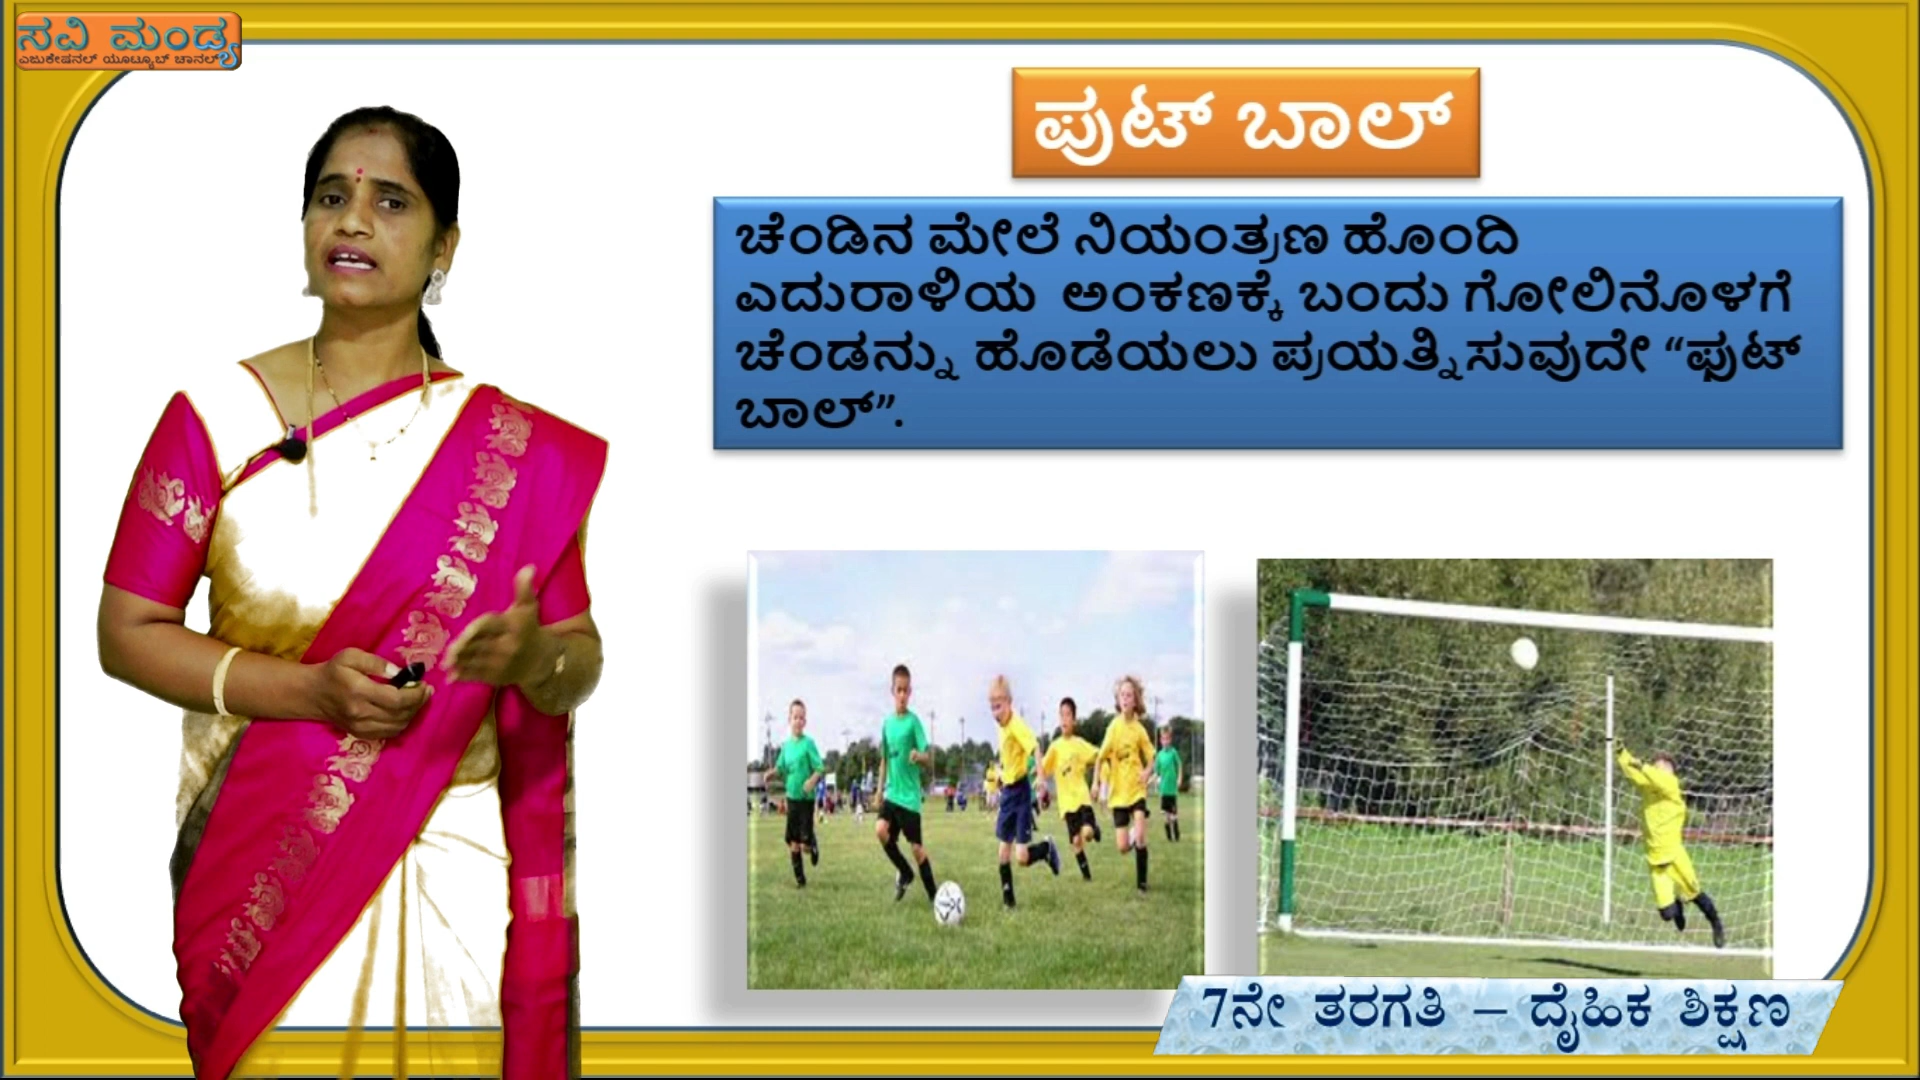 ಸವಿ ಮಂಡ್ಯ
ಎಜುಕೇಷನಲ್ ಯೂಟ್ಯೂಬ್ ಚಾನಲ್
ಪುಟ್ ಬಾಲ್
ಚೆಂಡಿನ ಮೇಲೆ ನಿಯಂತ್ರಣ ಹೊಂದಿ
ಎದುರಾಳಿಯ ಅಂಕಣಕ್ಕೆ ಬಂದು ಗೋಲಿನೊಳಗೆ
ಚೆಂಡನ್ನು ಹೊಡೆಯಲು ಪ್ರಯತ್ನಿಸುವುದೇ “ಫುಟ್
ಬಾಲ್”.
7ನೇ ತರಗತಿ – ದೈಹಿಕ ಶಿಕ್ಷಣ